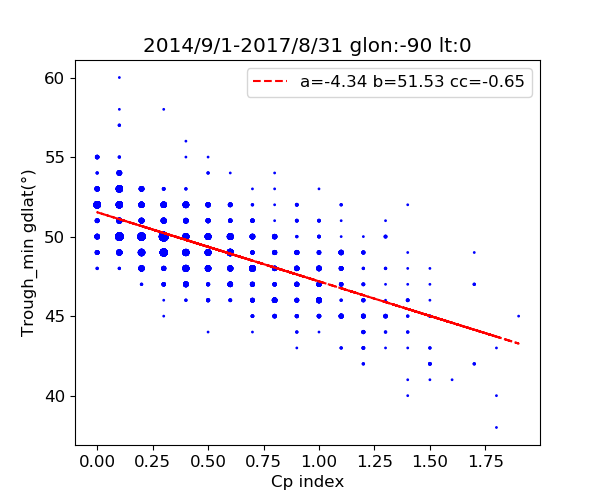 2014/9/1-2017/8/31 glon:-90 lt:0
a=-4.34 b=51.53 cc=-0.65
Trough_min gdlat(°)
60
55
50
45
40
0.00 0.25 0.50 0.75 1.00 1.25 1.50 1.75
Cp index